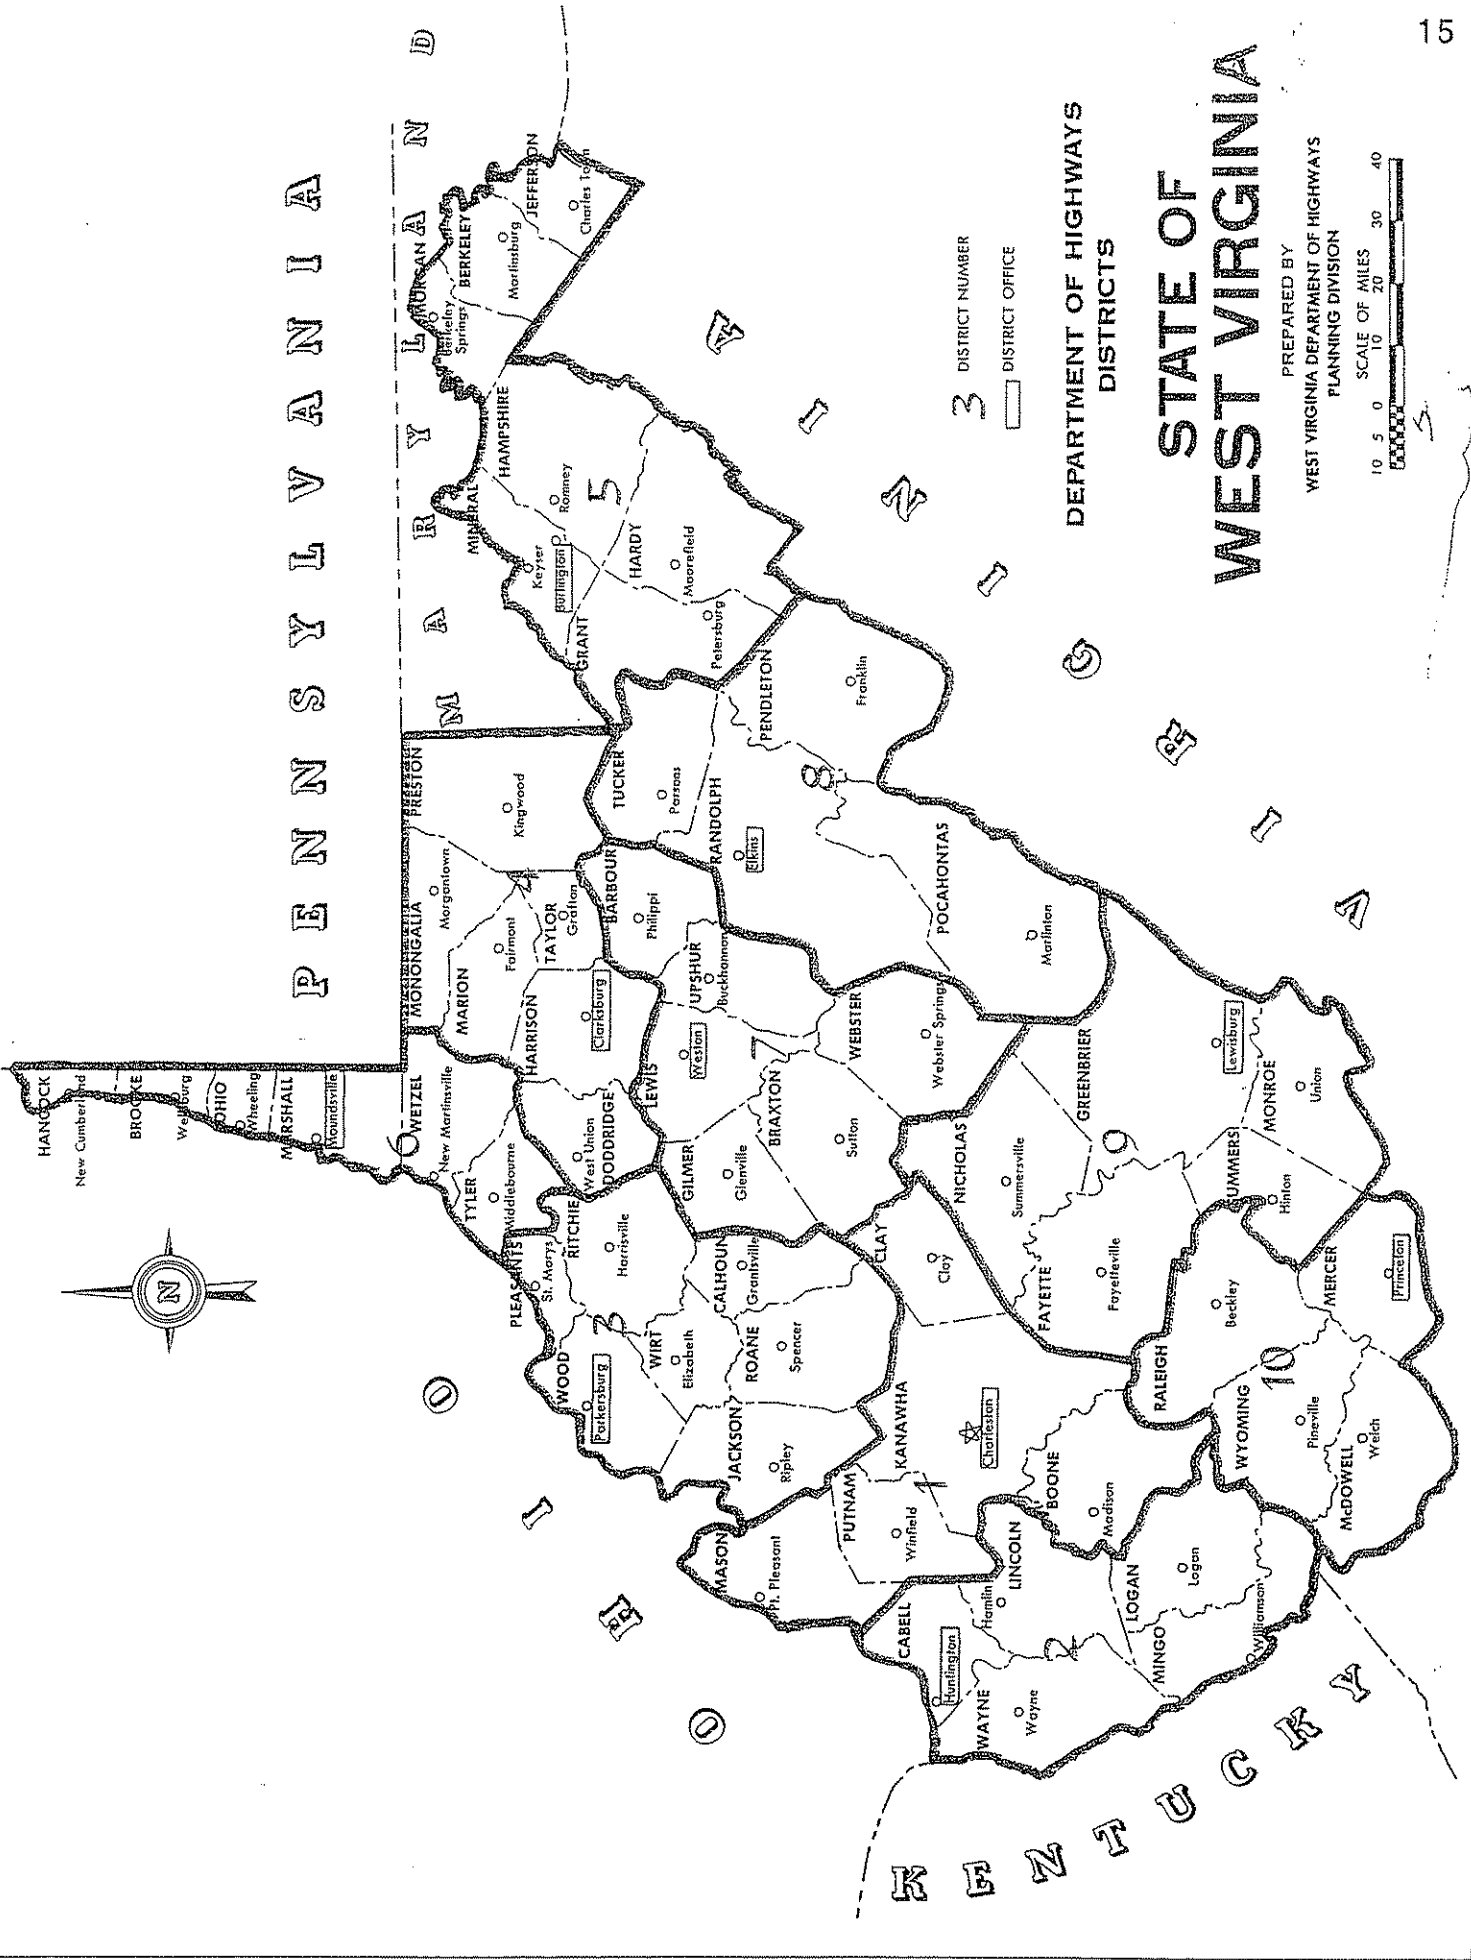 15
PENNSYLVANIA
MARYLAND
OHIO
KENTUCKY
VIRGINIA
N
HANCOCK
New Cumberland
BROOKE
Wellsburg
OHIO
Wheeling
MARSHALL
Moundsville
6
WETZEL
New Martinsville
TYLER
Middlebourne
PLEASANTS
St. Marys
RITCHIE
Harrisville
WOOD
Parkersburg
3
WIRT
Elizabeth
CALHOUN
Grantsville
ROANE
Spencer
JACKSON
Ripley
MONONGALIA
Morgantown
MARION
Fairmont
PRESTON
Kingwood
4
TAYLOR
Grafton
HARRISON
Clarksburg
DODDRIDGE
West Union
MORGAN
Berkeley
Springs
BERKELEY
Martinsburg
JEFFERSON
Charles Town
HAMPSHIRE
Romney
MINERAL
Keyser
Burlington
5
HARDY
Moorefield
GRANT
Petersburg
TUCKER
Parsons
RANDOLPH
Elkins
PENDLETON
Franklin
8
POCAHONTAS
Marlinton
BARBOUR
Philippi
UPSHUR
Buckhannon
LEWIS
Weston
7
GILMER
Glenville
BRAXTON
Sutton
WEBSTER
Webster Springs
MASON
Pt. Pleasant
PUTNAM
Winfield
1
KANAWHA
Charleston
CLAY
Clay
BOONE
Madison
CABELL
Huntington
WAYNE
Wayne
2
LINCOLN
Hamlin
LOGAN
Logan
MINGO
Williamson
NICHOLAS
Summersville
FAYETTE
Fayetteville
9
GREENBRIER
Lewisburg
SUMMERS
Hinton
MONROE
Union
RALEIGH
Beckley
WYOMING
Pineville
10
McDOWELL
Welch
MERCER
Princeton
3 DISTRICT NUMBER
DISTRICT OFFICE
DEPARTMENT OF HIGHWAYS
DISTRICTS
STATE OF
WEST VIRGINIA
PREPARED BY
WEST VIRGINIA DEPARTMENT OF HIGHWAYS
PLANNING DIVISION
SCALE OF MILES
10 5 0 10 20 30 40